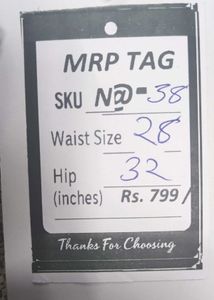 MRP TAG
SKU N@-38
Waist Size 28
Hip 32
(inches) Rs. 799/
Thanks For Choosing